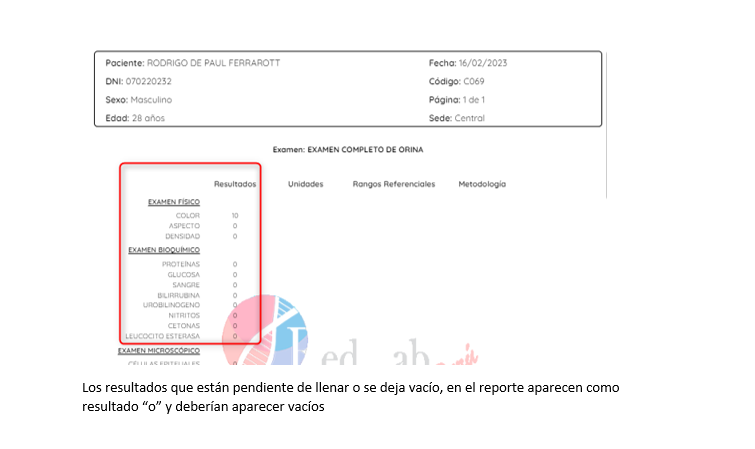 Paciente: RODRIGO DE PAUL FERRAROTT Fecha: 16/02/2023
DNI: 070220232 Código: C069
Sexo: Masculino Página: 1 de 1
Edad: 28 años Sede: Central
Examen: EXAMEN COMPLETO DE ORINA
Resultados Unidades Rangos Referenciales Metodología
EXAMEN FÍSICO
COLOR 10
ASPECTO 0
DENSIDAD 0
EXAMEN BIOQUÍMICO
PROTEÍNAS 0
GLUCOSA 0
SANGRE 0
BILIRRUBINA 0
UROBILINOGENO 0
NITRITOS 0
CETONAS 0
LEUCOCITO ESTERASA 0
EXAMEN MICROSCÓPICO
CÉLULAS EPITELIALES 0
Los resultados que están pendiente de llenar o se deja vacío, en el reporte aparecen como
resultado “o” y deberían aparecer vacíos